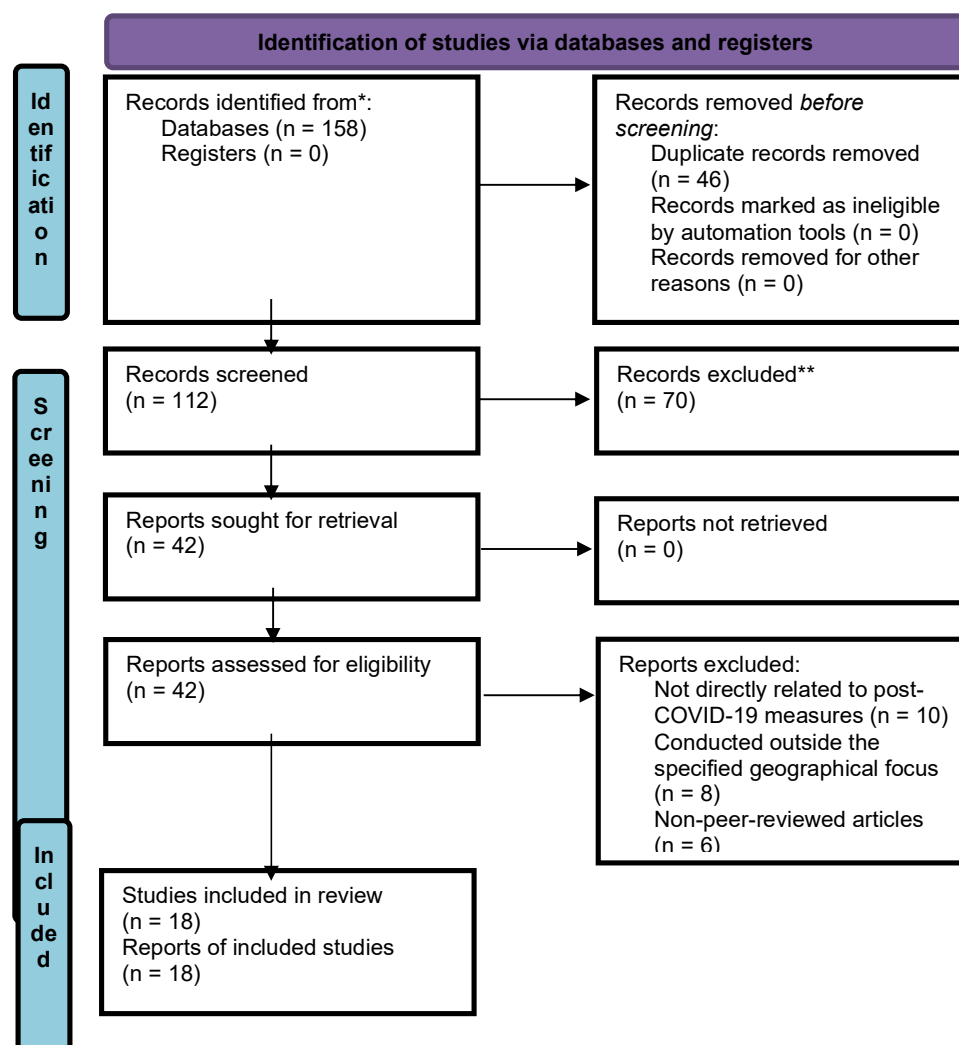 Identification of studies via databases and registers
Id
en
tif
ic
ati
o
n
Records identified from*:
Databases (n = 158)
Registers (n = 0)
Records removed before
screening:
Duplicate records removed
(n = 46)
Records marked as ineligible
by automation tools (n = 0)
Records removed for other
reasons (n = 0)
S
cr
ee
ni
n
g
Records screened
(n = 112)
Records excluded**
(n = 70)
Reports sought for retrieval
(n = 42)
Reports not retrieved
(n = 0)
Reports assessed for eligibility
(n = 42)
Reports excluded:
Not directly related to post-
COVID-19 measures (n = 10)
Conducted outside the
specified geographical focus
(n = 8)
Non-peer-reviewed articles
(n = 6)
In
cl
u
de
d
Studies included in review
(n = 18)
Reports of included studies
(n = 18)